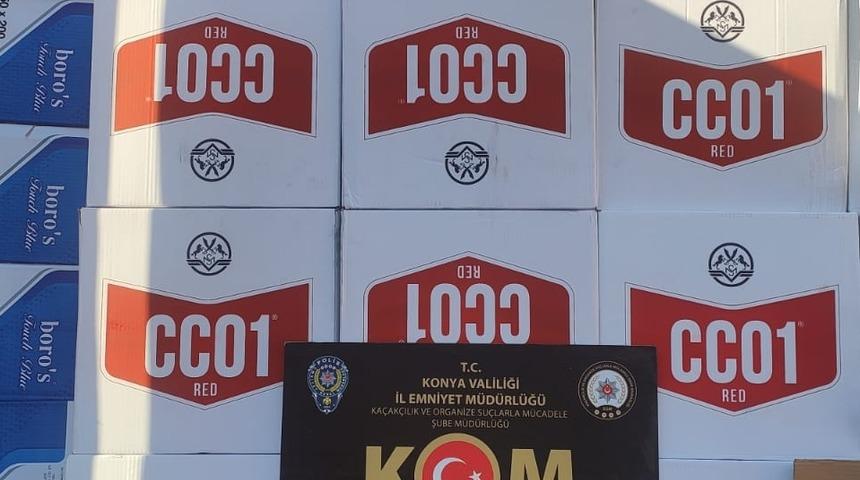 50 x 200
boro's
Touch Blue
CC01
RED
CC01
RED
CC01
RED
boro's
Touch Blue
boro's
Touch Blue
CC01
RED
CC01
RED
CC01
RED
POLİS
T.C.
KONYA VALİLİĞİ
İL EMNİYET MÜDÜRLÜĞÜ
KAÇAKÇILIK VE ORGANİZE SUÇLARLA MÜCADELE
ŞUBE MÜDÜRLÜĞÜ
KOM